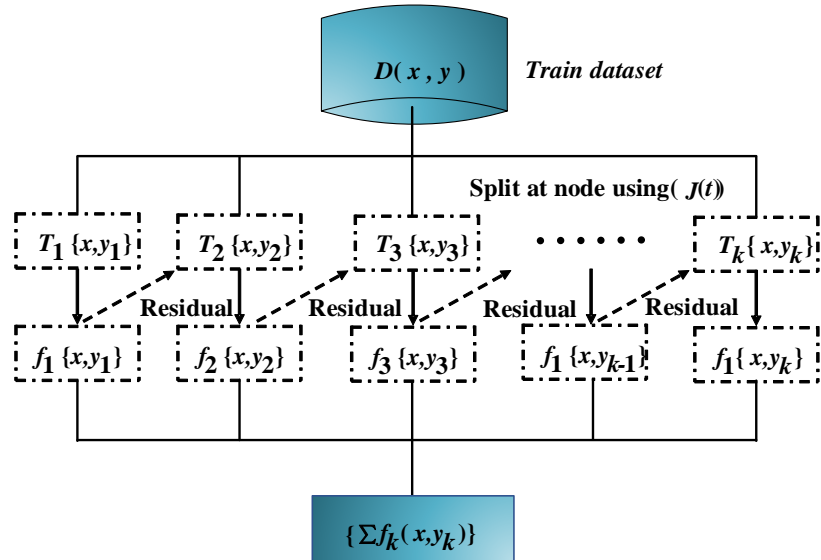 D( x , y ) Train dataset
Split at node using( J(t))
T1 {x,y1} T2 {x,y2} T3 {x,y3} • • • • • • Tk{ x,yk}
Residual Residual Residual Residual
f1 {x,y1} f2 {x,y2} f3 {x,y3} f1 {x,yk-1} f1{ x,yk}
{Σfk( x,yk)}